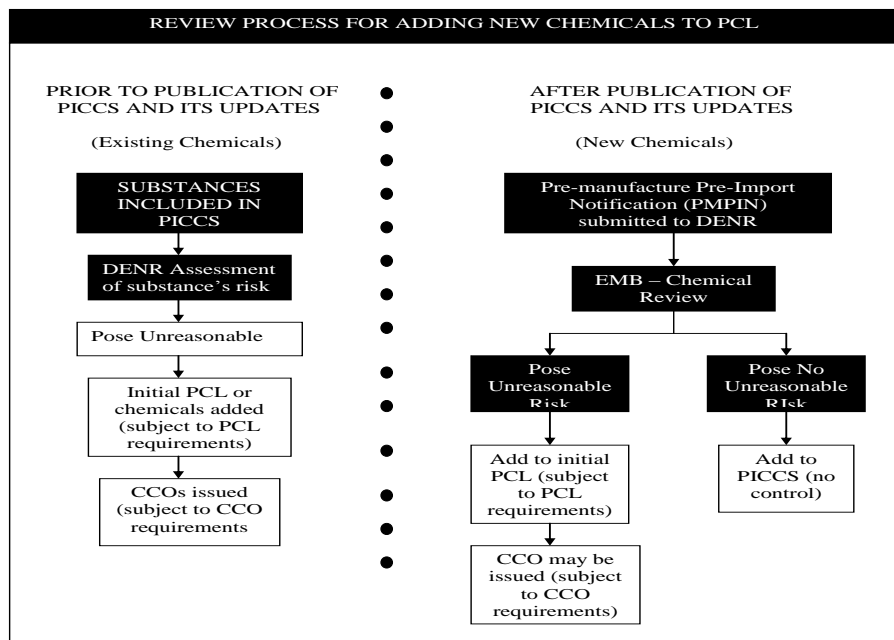 REVIEW PROCESS FOR ADDING NEW CHEMICALS TO PCL
PRIOR TO PUBLICATION OF
PICCS AND ITS UPDATES
(Existing Chemicals)
SUBSTANCES
INCLUDED IN
PICCS
DENR Assessment
of substance's risk
Pose Unreasonable
Initial PCL or
chemicals added
(subject to PCL
requirements)
CCOs issued
(subject to CCO
requirements
AFTER PUBLICATION OF
PICCS AND ITS UPDATES
(New Chemicals)
Pre-manufacture Pre-Import
Notification (PMPIN)
submitted to DENR
EMB – Chemical
Review
Pose
Unreasonable
Risk
Pose No
Unreasonable
RIsk
Add to initial
PCL (subject
to PCL
requirements)
Add to
PICCS (no
control)
CCO may be
issued (subject
to CCO
requirements)